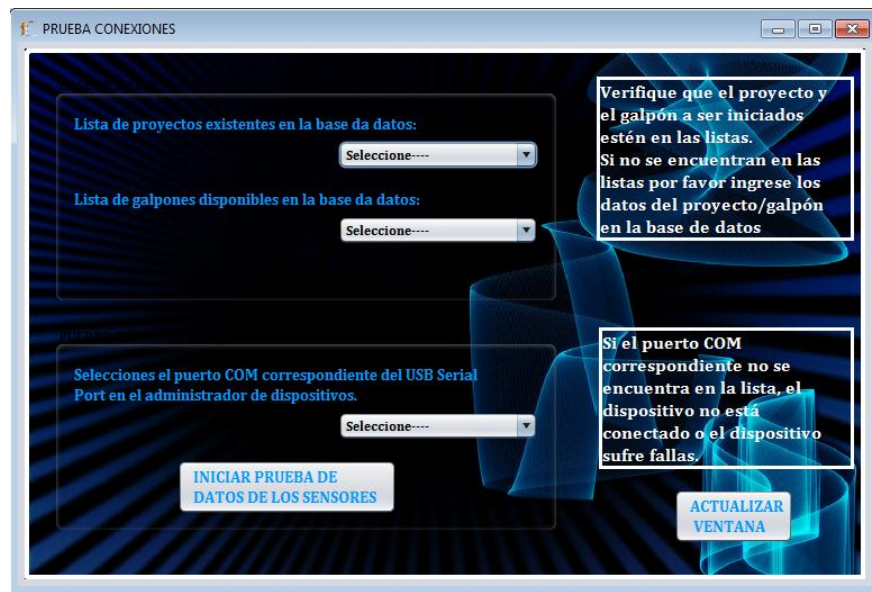 PRUEBA CONEXIONES
Lista de proyectos existentes en la base da datos:
Seleccione----
Lista de galpones disponibles en la base da datos:
Seleccione----
Verifique que el proyecto y
el galpón a ser iniciados
estén en las listas.
Si no se encuentran en las
listas por favor ingrese los
datos del proyecto/galpón
en la base de datos
Selecciones el puerto COM correspondiente del USB Serial
Port en el administrador de dispositivos.
Seleccione----
INICIAR PRUEBA DE
DATOS DE LOS SENSORES
Si el puerto COM
correspondiente no se
encuentra en la lista, el
dispositivo no está
conectado o el dispositivo
sufre fallas.
ACTUALIZAR
VENTANA